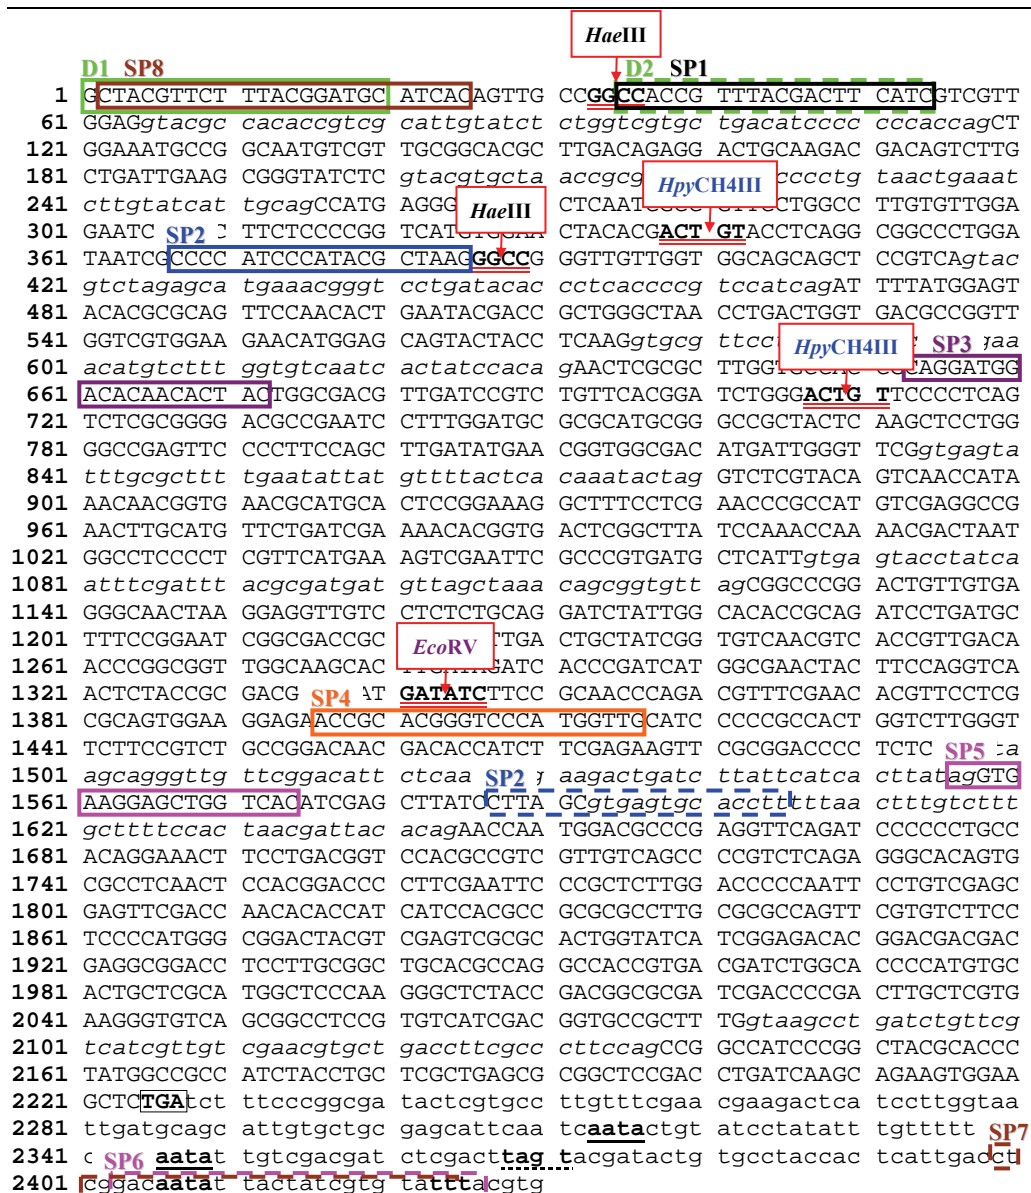 HaeIII
D1 SP8 D2 SP1
1 GCTACGTTCT TTACGGATGC ATCACAGTTG CCGGCCACCG TTTACGACTT CATCGTCGTT
61 GGAGgtacgc cacaccgtcg cattgtatct ctggtcgtgc tgacatcccc cccaccagCT
121 GGAAATGCCG GCAATGTCGT TGCGGCACGC TTGACAGAGG ACTGCAAGAC GACAGTCTTG
181 CTGATTGAAG CGGGTATCTC gtacgtgcta accgcg HpyCH4III cccctg taactgaaat
241 cttgtatcat tgcagCCATG AGGG HaeIII CTCAAT CTGGCC TTGTGTTGGA
301 GAATC C TTCTCCCCGG TCATGTGGAA CTACACGACT GTACCTCAGG CGGCCCTGGA
SP2
361 TAATCGCCCC CATCCCATACG CTAAGGGCCG GGTTGTTGGT GGCAGCAGCT CCGTCAgtac
421 gtctagagca tgaaacgggt cctgatacac cctcaccccg tccatcagAT TTTATGGAGT
481 ACACGCGCAG TTCCAACACT GAATACGACC GCTGGGCTAA CCTGACTGGT GACGCCGGTT
541 GGTCGTGGAA GAACATGGAG CAGTACTACC TCAAGgtgcg ttcct HpyCH4III SP3 gaa
601 acatgtcttt ggtgtcaatc actatccaca gAACTCGCGC TTGGT CAGGATGG
661 ACACAACACT ACTGGCGACG TTGATCCGTC TGTTCACGGA TCTGGGACTG TTCCCCTCAG
721 TCTCGCGGGG ACGCCGAATC CTTTGGATGC GCGCATGCGG GCCGCTACTC AAGCTCCTGG
781 GGCCGAGTTC CCCTTCCAGC TTGATATGAA CGGTGGCGAC ATGATTGGGT TCGgtgagta
841 tttgcgcttt tgaatattat gttttactca caaatactag GTCTCGTACA GTCAACCATA
901 AACAACGGTG AACGCATGCA CTCCGGAAAG GCTTTCCTCG AACCCGCCAT GTCGAGGCCG
961 AACTTGCATG TTCTGATCGA AAACACGGTG ACTCGGCTTA TCCAAACCAA AACGACTAAT
1021 GGCCTCCCCT CGTTCATGAA AGTCGAATTC GCCCGTGATG CTCATTgtga gtacctatca
1081 atttcgattt acgcgatgat gttagctaaa cagcggtgtt agCGGCCCGG ACTGTTGTGA
1141 GGGCAACTAA GGAGGTTGTC CTCTCTGCAG GATCTATTGG CACACCGCAG ATCCTGATGC
1201 TTTCCGGAAT CGGCGACCGC EcoRV TTGA CTGCTATCGG TGTCAACGTC ACCGTTGACA
1261 ACCCGGCGGT TGGCAAGCAC GATC ACCCGATCAT GGCGAACTAC TTCCAGGTCA
1321 ACTCTACCGC GACG SP4 AT GATATCTTCC GCAACCCAGA CGTTTCGAAC ACGTTCCTCG
1381 CGCAGTGGAA GGAGAACCGC ACGGGTCCCA TGGTTGCATC CCCCGCCACT GGTCTTGGGT
1441 TCTTCCGTCT GCCGGACAAC GACACCATCT TCGAGAAGTT CGCGGACCCC TCTC SP5 ta
1501 agcagggttg ttcggacatt ctcaa SP2 g aagactgatc ttattcatca cttatagGTG
1561 AAGGAGCTGG TCACATCGAG CTTATCCTTA GCgtgagtgc acctttttaa ctttgtcttt
1621 gcttttccac taacgattac acagAACCAA TGGACGCCCG AGGTTCAGAT CCCCCCTGCC
1681 ACAGGAAACT TCCTGACGGT CCACGCCGTC GTTGTCAGCC CCGTCTCAGA GGGCACAGTG
1741 CGCCTCAACT CCACGGACCC CTTCGAATTC CCGCTCTTGG ACCCCCAATT CCTGTCGAGC
1801 GAGTTCGACC AACACACCAT CATCCACGCC GCGCGCCTTG CGCGCCAGTT CGTGTCTTCC
1861 TCCCCATGGG CGGACTACGT CGAGTCGCGC ACTGGTATCA TCGGAGACAC GGACGACGAC
1921 GAGGCGGACC TCCTTGCGGC TGCACGCCAG GCCACCGTGA CGATCTGGCA CCCCATGTGC
1981 ACTGCTCGCA TGGCTCCCAA GGGCTCTACC GACGGCGCGA TCGACCCCGA CTTGCTCGTG
2041 AAGGGTGTCA GCGGCCTCCG TGTCATCGAC GGTGCCGCTT TGgtaagcct gatctgttcg
2101 tcatcgttgt cgaacgtgct gaccttcgcc cttccagCCG GCCATCCCGG CTACGCACCC
2161 TATGGCCGCC ATCTACCTGC TCGCTGAGCG CGGCTCCGAC CTGATCAAGC AGAAGTGGAA
2221 GCTCTGAtct ttcccggcga tactcgtgcc ttgtttcgaa cgaagactca tccttggtaa
2281 ttgatgcagc attgtgctgc gagcattcaa tcaatactgt atcctatatt tgttttt SP7
2341 c SP6 aatat tgtgtgacgat ctcgacttag tacgatactg tgcctaccac tcattgacct
2401 cggacaatat tactatcgtg tatttacgtg